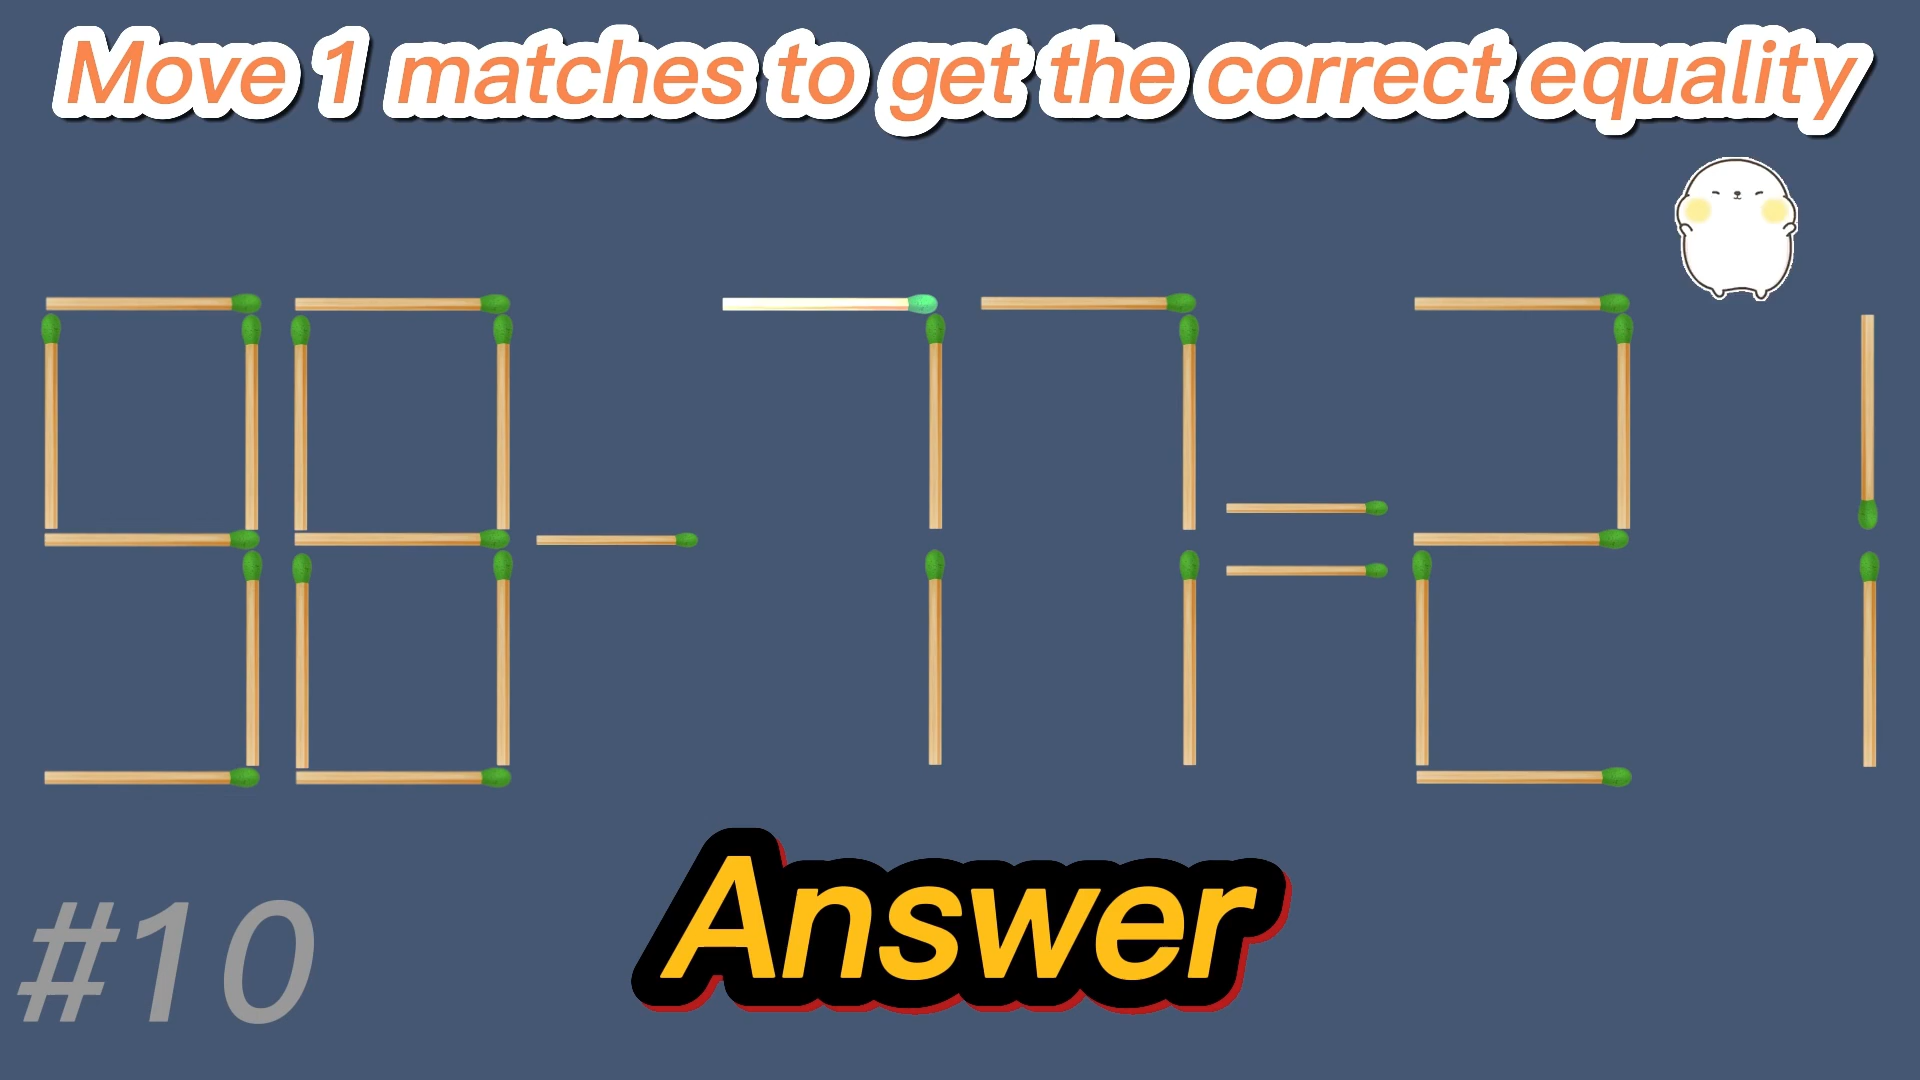 Move 1 matches to get the correct equality
98-77=21
Answer
#10